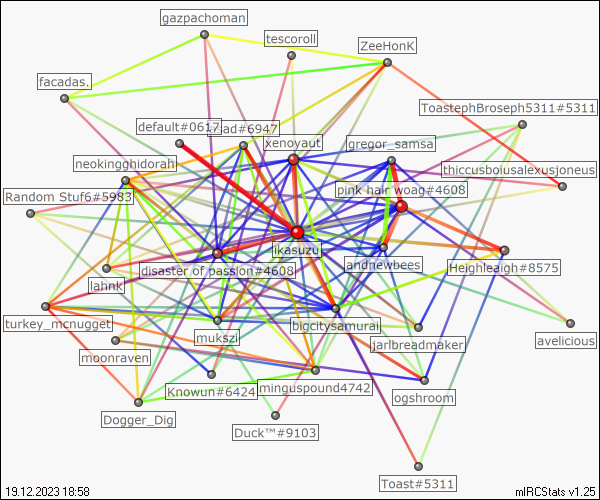 gazpachoman
tescoroll
ZeeHonK
facadas.
ToastephBroseph5311#5311
default#0617
ad#6947
xenoyaut
gregor_samsa
neokingghidorah
thiccusboiusalexusjoneus
pink hair woag#4608
Random Stuf6#5983
ikasuzu
disaster of passion#4608
andnewbees
Heighleaigh#8575
lahnk
turkey_mcnugget
bigcitysamurai
mukszi
jarlbreadmaker
avelicious
moonraven
Knowun#6424
minguspound4742
ogshroom
Dogger_Dig
Duck™#9103
Toast#5311
19.12.2023 18:58
mIRCStats v1.25